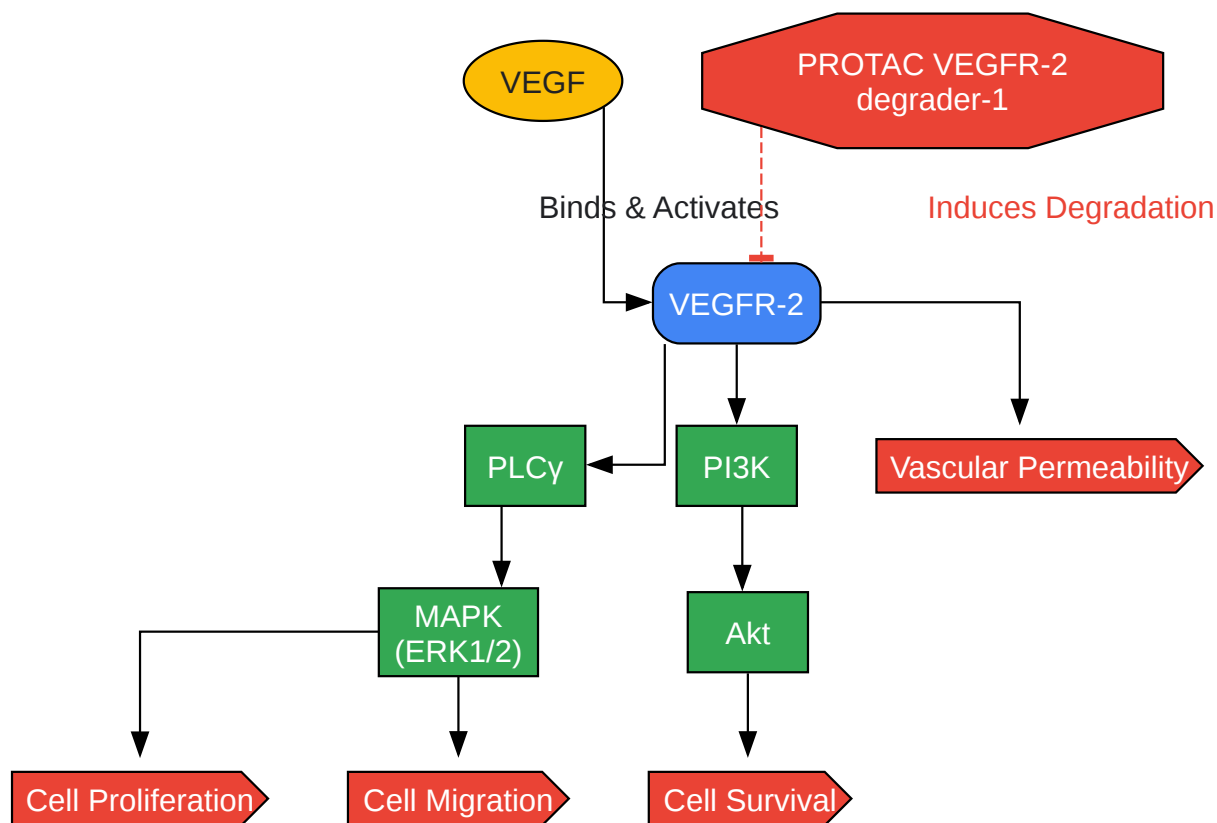 VEGF
PROTAC VEGFR-2
degrader-1
Binds & Activates
Induces Degradation
VEGFR-2
PLCγ
PI3K
Vascular Permeability
MAPK
(ERK1/2)
Akt
Cell Proliferation
Cell Migration
Cell Survival